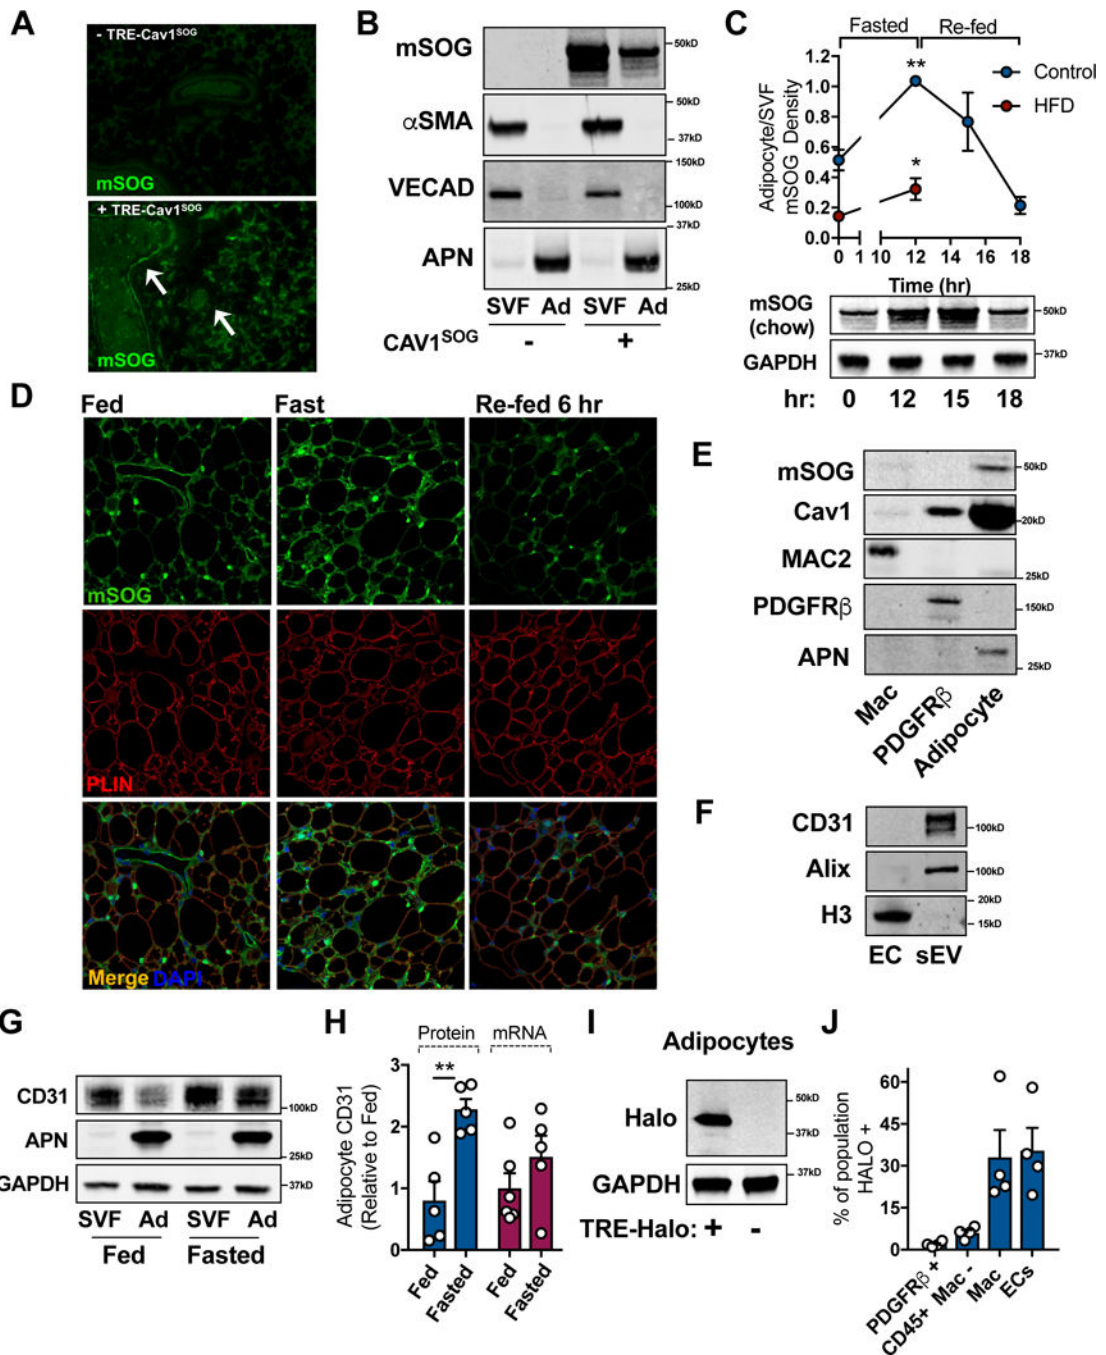 A
- TRE-Cav1SOG
mSOG
+ TRE-Cav1SOG
mSOG
B
mSOG
50kD
αSMA
50kD
37kD
VECAD
150kD
100kD
37kD
APN
25kD
SVF Ad SVF Ad
CAV1SOG - +
C
Fasted Re-fed
Adipocyte/SVF
mSOG Density
1.2
1.0
0.8
0.6
0.4
0.2
0.0
**
*
Control
HFD
0 1 10 12 14 16 18
Time (hr)
mSOG
(chow)
50kD
GAPDH
37kD
hr: 0 12 15 18
D
Fed Fast Re-fed 6 hr
mSOG
PLIN
Merge DAPI
E
mSOG
50kD
Cav1
20kD
MAC2
25kD
PDGFRβ
150kD
APN
25kD
Mac PDGFRβ Adipocyte
F
CD31
100kD
Alix
100kD
H3
20kD
15kD
EC sEV
G
CD31
100kD
APN
25kD
GAPDH
37kD
SVF Ad SVF Ad
Fed Fasted
H
Protein mRNA
Adipocyte CD31
(Relative to Fed)
3
2
1
0
**
Fed Fasted Fed Fasted
I
Adipocytes
Halo
50kD
37kD
GAPDH
37kD
TRE-Halo: + -
J
% of population
HALO +
60
45
30
15
0
PDGFRβ + CD45+ Mac - Mac ECs